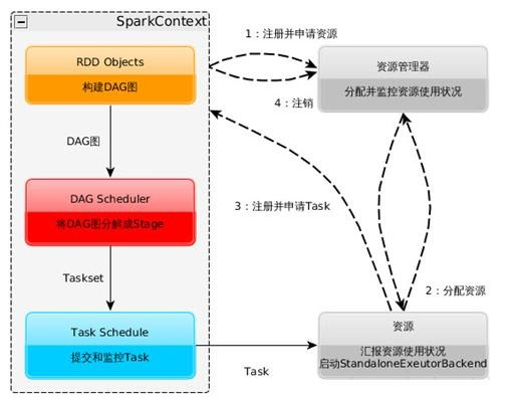 SparkContext
1：注册并申请资源
RDD Objects
构建DAG图
资源管理器
分配并监控资源使用状况
4：注销
DAG图
DAG Scheduler
将DAG图分解成Stage
3：注册并申请Task
Taskset
2：分配资源
Task Schedule
提交和监控Task
资源
汇报资源使用状况
启动StandaloneExeutorBackend
Task